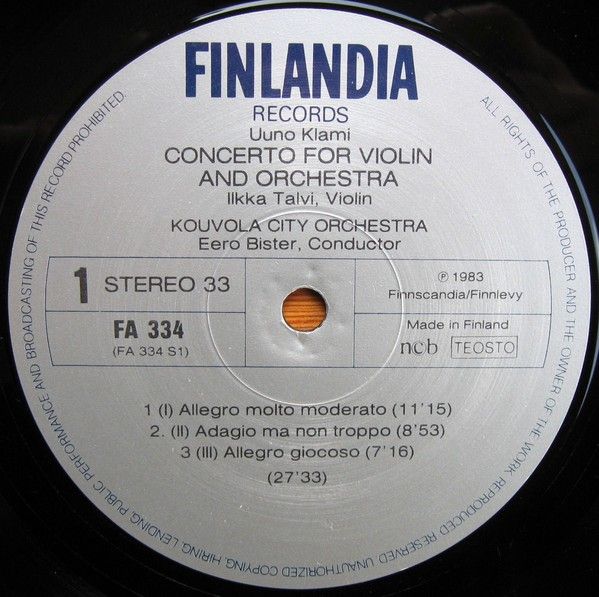 FINLANDIA
RECORDS
Uuno Klami
CONCERTO FOR VIOLIN
AND ORCHESTRA
Ilkka Talvi, Violin
KOUVOLA CITY ORCHESTRA
Eero Bister, Conductor
1 STEREO 33
FA 334
(FA 334 S1)
℗ 1983
Finnscandia/Finnlevy
Made in Finland
ncb TEOSTO
1 (I) Allegro molto moderato (11'15)
2. (II) Adagio ma non troppo (8'53)
3 (III) Allegro giocoso (7'16)
(27'33)
ALL RIGHTS OF THE PRODUCER AND THE OWNER OF THE WORK REPRODUCED RESERVED UNAUTHORIZED COPYING, HIRING, LENDING, PUBLIC PERFORMANCE AND BROADCASTING OF THIS RECORD PROHIBITED.